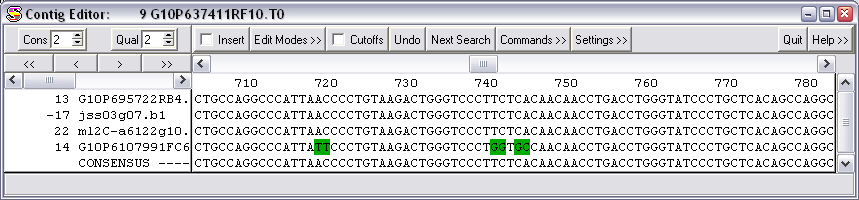 Contig Editor: 9 G10P637411RF10.T0
Cons 2 Qual 2 Insert Edit Modes >> Cutoffs Undo Next Search Commands >> Settings >> Quit Help >>
<< < > >>
710 720 730 740 750 760 770 780
13 G10P695722RB4. CTGCCAGGCCCATTAACCCCTGTAAGACTGGGTCCCTTCTCACAACAACCTGACCTGGGTATCCCTGCTCACAGCCAGGC
-17 jss03g07.b1 CTGCCAGGCCCATTAACCCCTGTAAGACTGGGTCCCTTCTCACAACAACCTGACCTGGGTATCCCTGCTCACAGCCAGGC
22 ml2C-a6122g10. CTGCCAGGCCCATTAACCCCTGTAAGACTGGGTCCCTTCTCACAACAACCTGACCTGGGTATCCCTGCTCACAGCCAGGC
14 G10P6107991FC6 CTGCCAGGCCCATTATTCCCTGTAAGACTGGGTCCCTGGTGCCAACAACCTGACCTGGGTATCCCTGCTCACAGCCAGGC
CONSENSUS ---- CTGCCAGGCCCATTAACCCCTGTAAGACTGGGTCCCTTCTCACAACAACCTGACCTGGGTATCCCTGCTCACAGCCAGGC